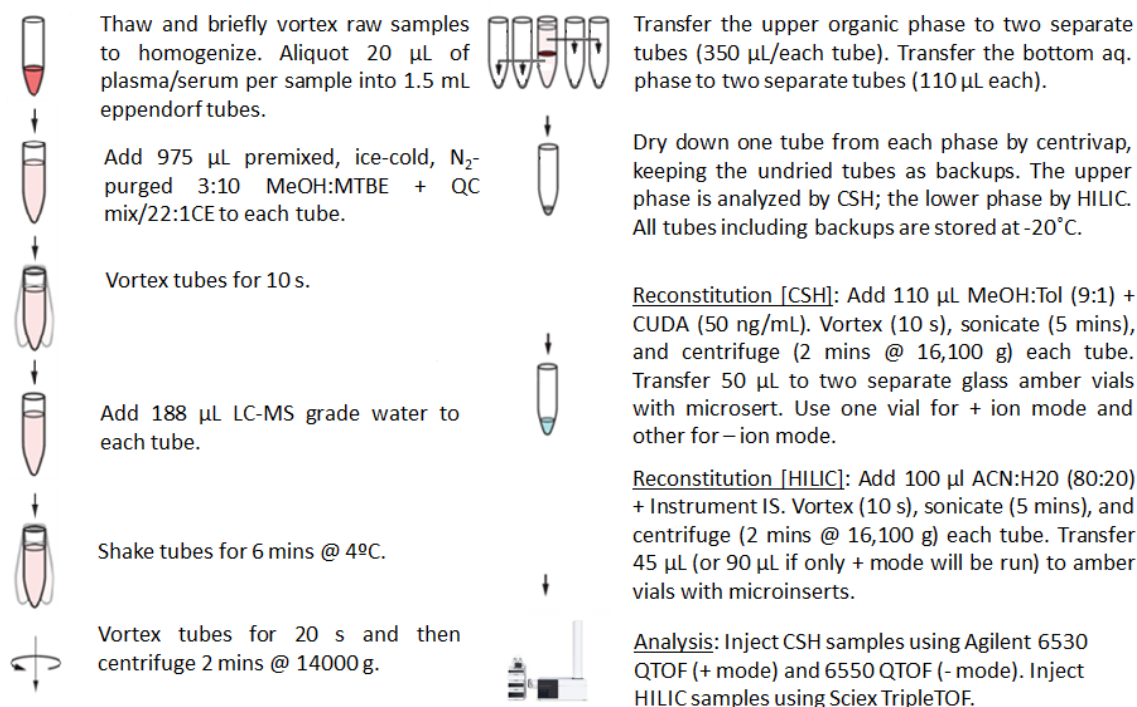 Thaw and briefly vortex raw samples
to homogenize. Aliquot 20 µL of
plasma/serum per sample into 1.5 mL
eppendorf tubes.
Add 975 µL premixed, ice-cold, N₂-
purged 3:10 MeOH:MTBE + QC
mix/22:1CE to each tube.
Vortex tubes for 10 s.
Add 188 µL LC-MS grade water to
each tube.
Shake tubes for 6 mins @ 4ºC.
Vortex tubes for 20 s and then
centrifuge 2 mins @ 14000 g.
Transfer the upper organic phase to two separate
tubes (350 µL/each tube). Transfer the bottom aq.
phase to two separate tubes (110 µL each).
Dry down one tube from each phase by centrivap,
keeping the undried tubes as backups. The upper
phase is analyzed by CSH; the lower phase by HILIC.
All tubes including backups are stored at -20˚C.
Reconstitution [CSH]: Add 110 µL MeOH:Tol (9:1) +
CUDA (50 ng/mL). Vortex (10 s), sonicate (5 mins),
and centrifuge (2 mins @ 16,100 g) each tube.
Transfer 50 µL to two separate glass amber vials
with microsert. Use one vial for + ion mode and
other for – ion mode.
Reconstitution [HILIC]: Add 100 µl ACN:H20 (80:20)
+ Instrument IS. Vortex (10 s), sonicate (5 mins), and
centrifuge (2 mins @ 16,100 g) each tube. Transfer
45 µL (or 90 µL if only + mode will be run) to amber
vials with microinserts.
Analysis: Inject CSH samples using Agilent 6530
QTOF (+ mode) and 6550 QTOF (- mode). Inject
HILIC samples using Sciex TripleTOF.